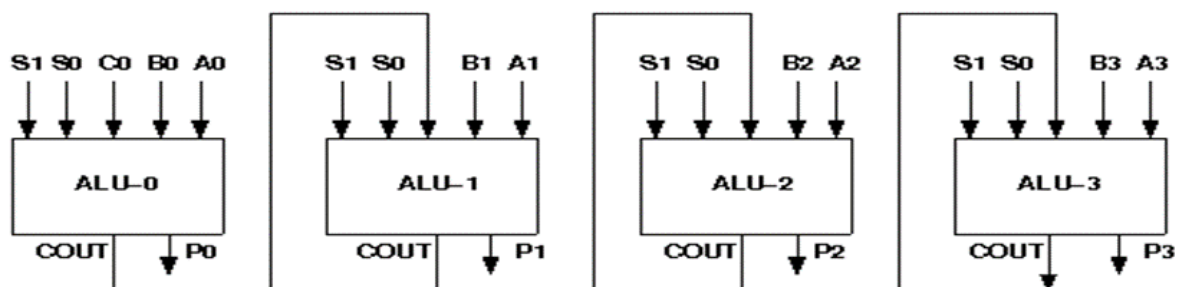 S1 S0 C0 B0 A0 S1 S0 B1 A1 S1 S0 B2 A2 S1 S0 B3 A3
ALU-0 ALU-1 ALU-2 ALU-3
COUT P0 COUT P1 COUT P2 COUT P3